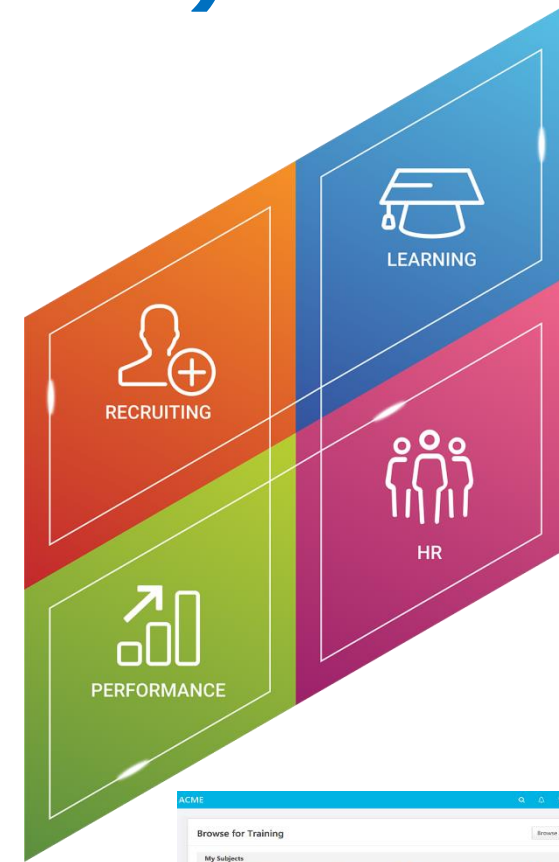 LEARNING
RECRUITING
HR
PERFORMANCE
ACME
Browse for Training
Browse
My Subjects